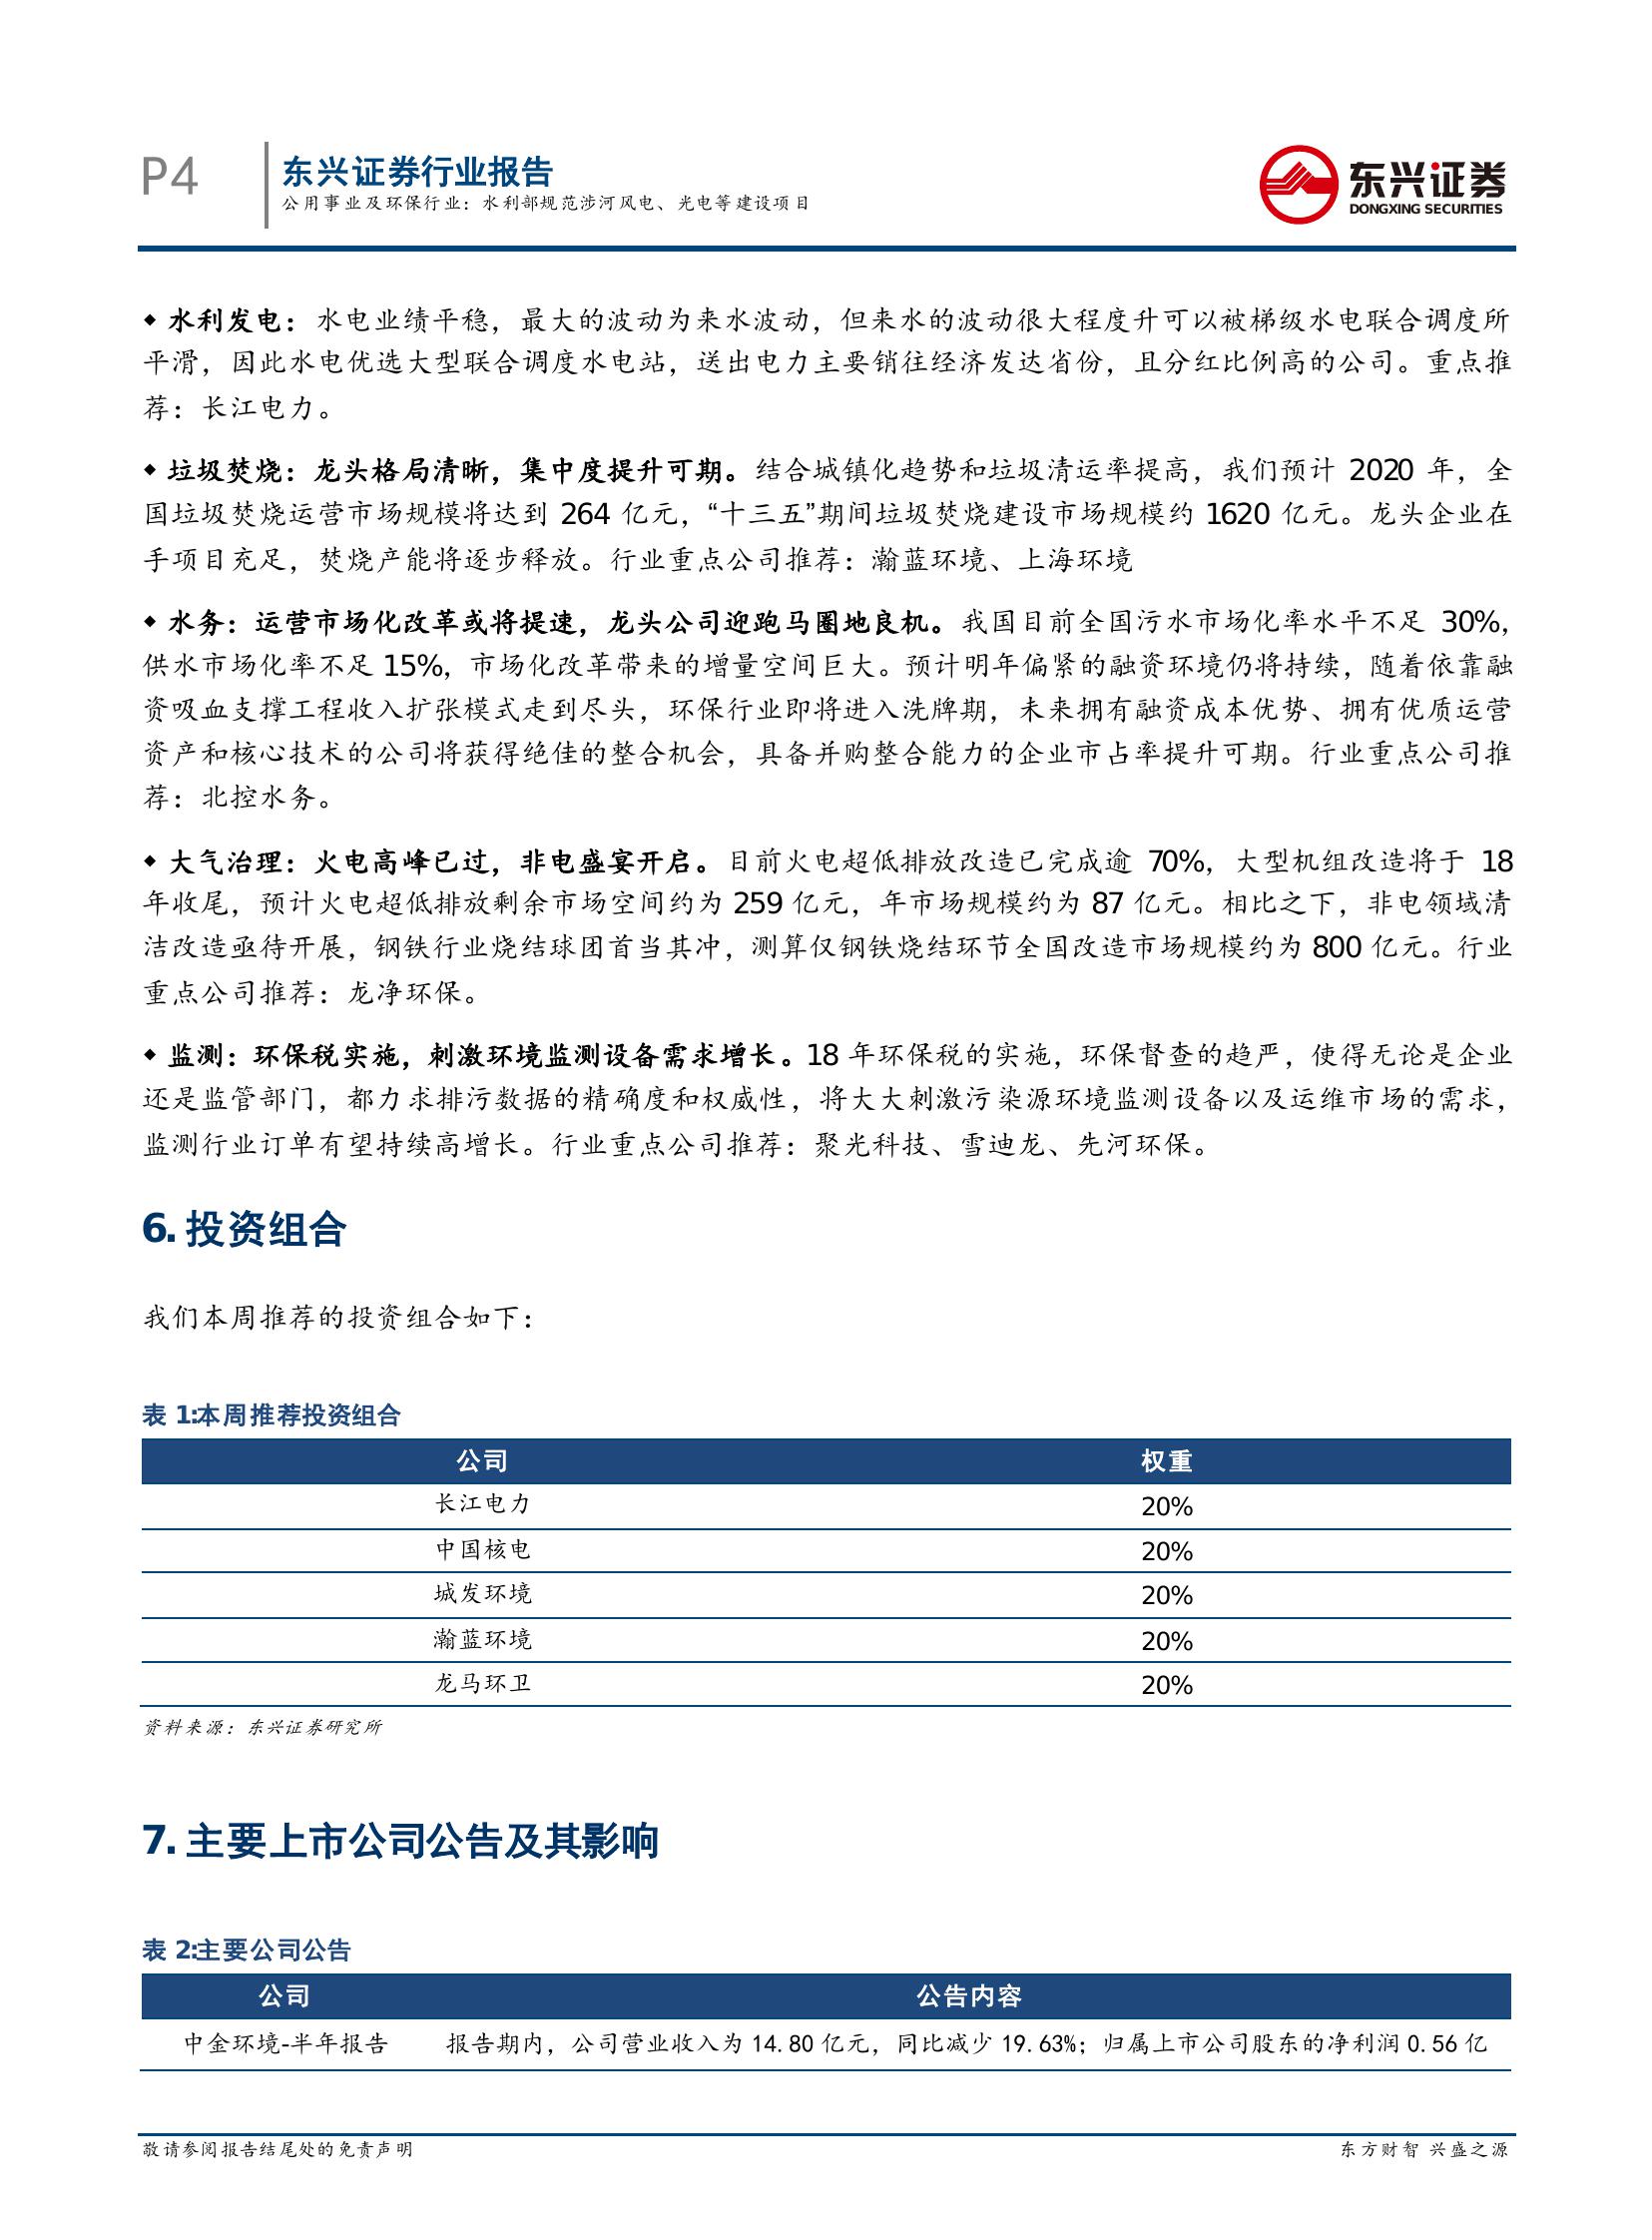 P4
东兴证券行业报告
公用事业及环保行业：水利部规范涉河风电、光电等建设项目
东兴证券
DONGXING SECURITIES
◆ 水利发电：水电业绩平稳，最大的波动为来水波动，但来水的波动很大程度升可以被梯级水电联合调度所
平滑，因此水电优选大型联合调度水电站，送出电力主要销往经济发达省份，且分红比例高的公司。重点推
荐：长江电力。
◆ 垃圾焚烧：龙头格局清晰，集中度提升可期。结合城镇化趋势和垃圾清运率提高，我们预计 2020 年，全
国垃圾焚烧运营市场规模将达到 264 亿元，“十三五”期间垃圾焚烧建设市场规模约 1620 亿元。龙头企业在
手项目充足，焚烧产能将逐步释放。行业重点公司推荐：瀚蓝环境、上海环境
◆ 水务：运营市场化改革或将提速，龙头公司迎跑马圈地良机。我国目前全国污水市场化率水平不足 30%，
供水市场化率不足 15%，市场化改革带来的增量空间巨大。预计明年偏紧的融资环境仍将持续，随着依靠融
资吸血支撑工程收入扩张模式走到尽头，环保行业即将进入洗牌期，未来拥有融资成本优势、拥有优质运营
资产和核心技术的公司将获得绝佳的整合机会，具备并购整合能力的企业市占率提升可期。行业重点公司推
荐：北控水务。
◆ 大气治理：火电高峰已过，非电盛宴开启。目前火电超低排放改造已完成逾 70%，大型机组改造将于 18
年收尾，预计火电超低排放剩余市场空间约为 259 亿元，年市场规模约为 87 亿元。相比之下，非电领域清
洁改造亟待开展，钢铁行业烧结球团首当其冲，测算仅钢铁烧结环节全国改造市场规模约为 800 亿元。行业
重点公司推荐：龙净环保。
◆ 监测：环保税实施，刺激环境监测设备需求增长。18 年环保税的实施，环保督查的趋严，使得无论是企业
还是监管部门，都力求排污数据的精确度和权威性，将大大刺激污染源环境监测设备以及运维市场的需求，
监测行业订单有望持续高增长。行业重点公司推荐：聚光科技、雪迪龙、先河环保。
6. 投资组合
我们本周推荐的投资组合如下：
表 1:本周推荐投资组合
公司 权重
长江电力 20%
中国核电 20%
城发环境 20%
瀚蓝环境 20%
龙马环卫 20%
资料来源：东兴证券研究所
7. 主要上市公司公告及其影响
表 2:主要公司公告
公司 公告内容
中金环境-半年报告 报告期内，公司营业收入为 14.80 亿元，同比减少 19.63%；归属上市公司股东的净利润 0.56 亿
敬请参阅报告结尾处的免责声明 东方财智 兴盛之源